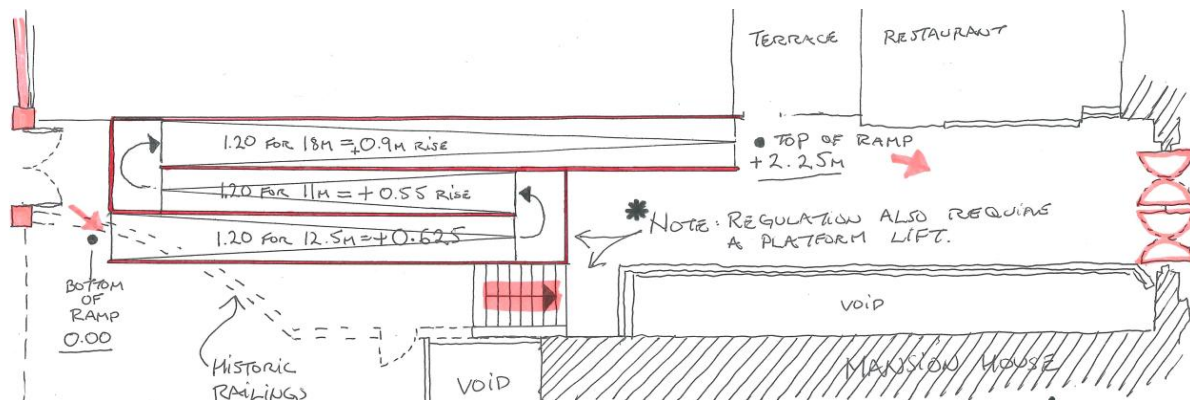 TERRACE
RESTAURANT
1.20 FOR 18M = +0.9M RISE
TOP OF RAMP
+2.25M
1.20 FOR 11M = +0.55 RISE
* NOTE: REGULATION ALSO REQUIRE
A PLATFORM LIFT.
1.20 FOR 12.5M = +0.625
BOTTOM
OF
RAMP
0.00
VOID
HISTORIC
RAILINGS
VOID
MANSION HOUSE